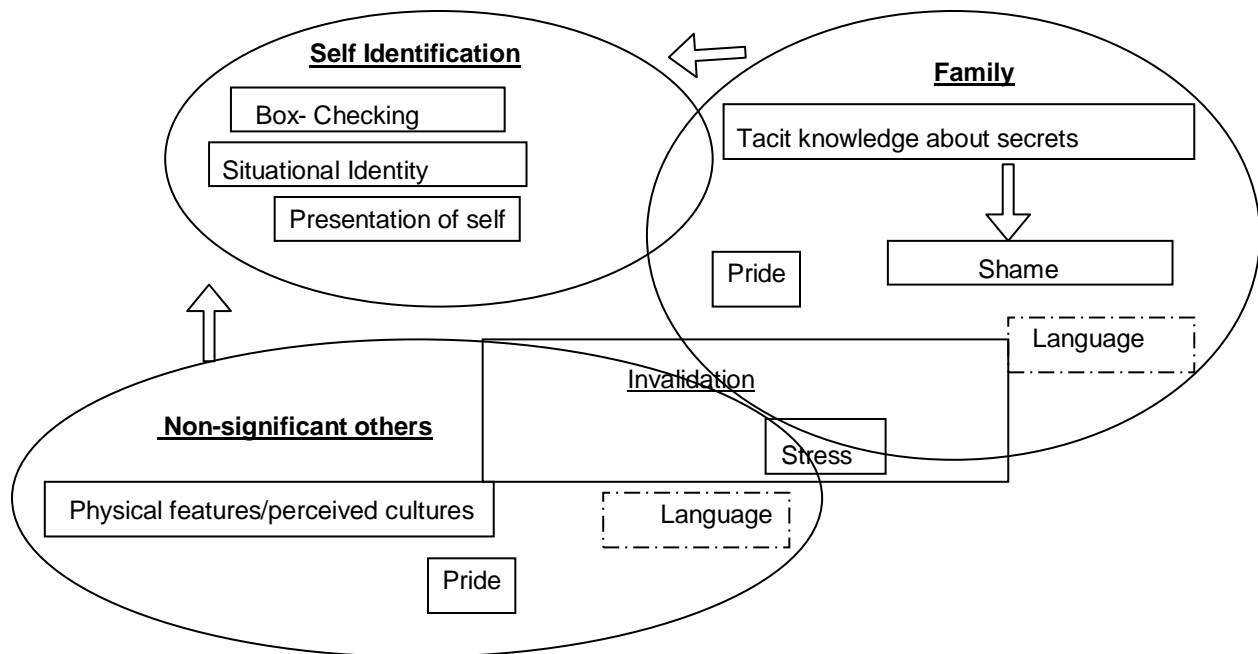 Self Identification
Box- Checking
Situational Identity
Presentation of self
Family
Tacit knowledge about secrets
Shame
Pride
Language
Invalidation
Stress
Non-significant others
Physical features/perceived cultures
Language
Pride